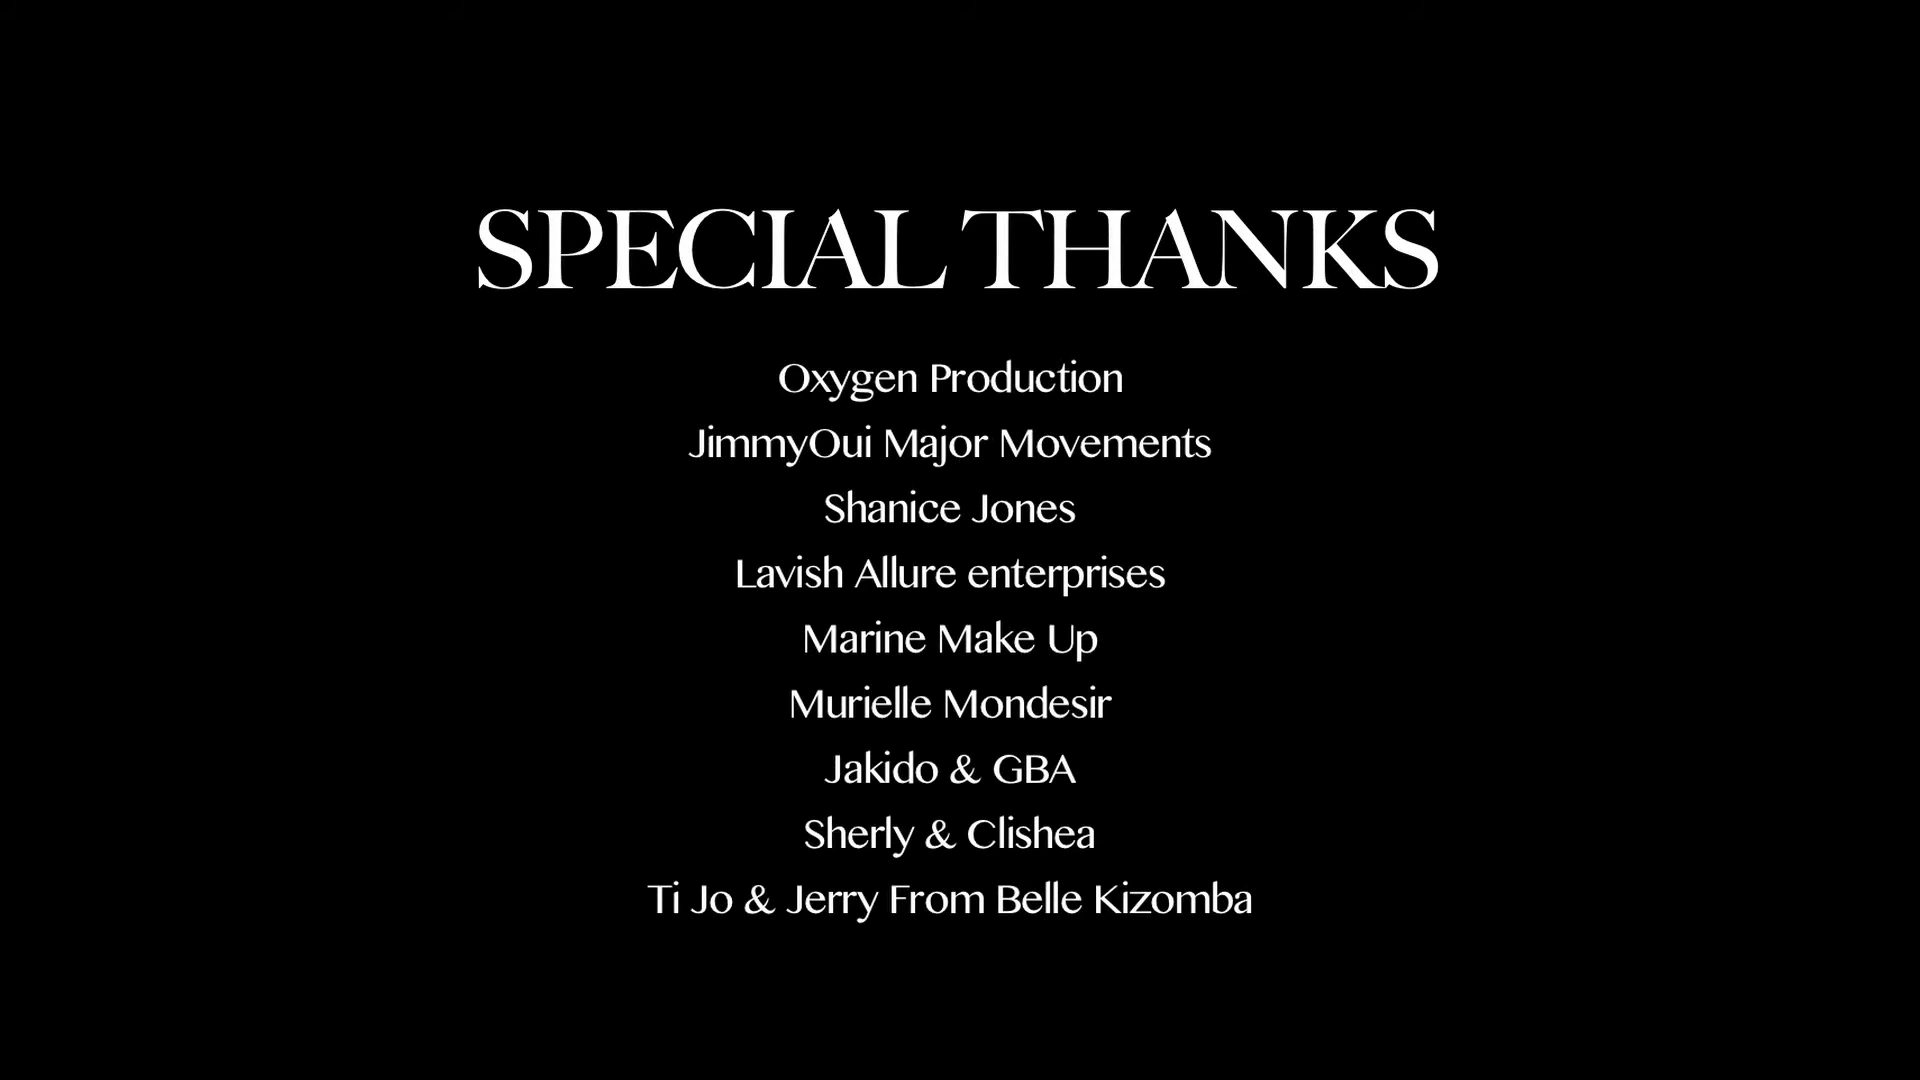 SPECIAL THANKS
Oxygen Production
JimmyOui Major Movements
Shanice Jones
Lavish Allure enterprises
Marine Make Up
Murielle Mondesir
Jakido & GBA
Sherly & Clishea
Ti Jo & Jerry From Belle Kizomba